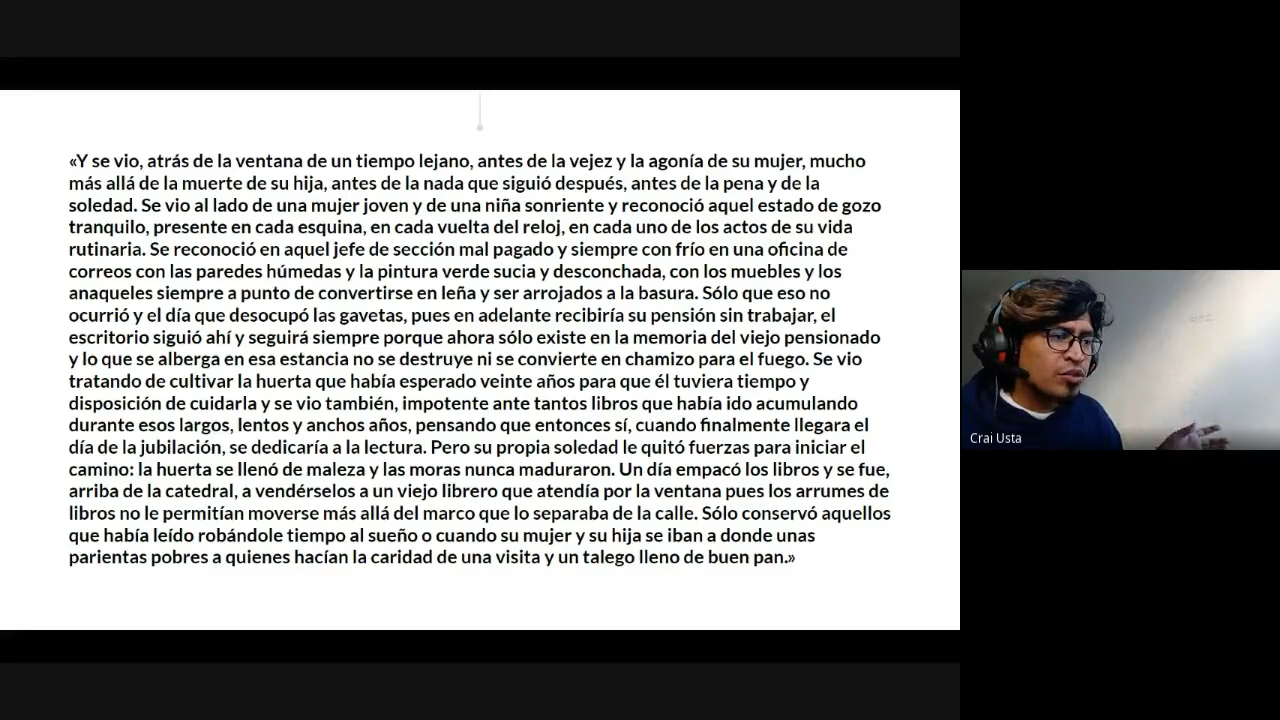 «Y se vio, atrás de la ventana de un tiempo lejano, antes de la vejez y la agonía de su mujer, mucho
más allá de la muerte de su hija, antes de la nada que siguió después, antes de la pena y de la
soledad. Se vio al lado de una mujer joven y de una niña sonriente y reconoció aquel estado de gozo
tranquilo, presente en cada esquina, en cada vuelta del reloj, en cada uno de los actos de su vida
rutinaria. Se reconoció en aquel jefe de sección mal pagado y siempre con frío en una oficina de
correos con las paredes húmedas y la pintura verde sucia y desconchada, con los muebles y los
anaqueles siempre a punto de convertirse en leña y ser arrojados a la basura. Sólo que eso no
ocurrió y el día que desocupó las gavetas, pues en adelante recibiría su pensión sin trabajar, el
escritorio siguió ahí y seguirá siempre porque ahora sólo existe en la memoria del viejo pensionado
y lo que se alberga en esa estancia no se destruye ni se convierte en chamizo para el fuego. Se vio
tratando de cultivar la huerta que había esperado veinte años para que él tuviera tiempo y
disposición de cuidarla y se vio también, impotente ante tantos libros que había ido acumulando
durante esos largos, lentos y anchos años, pensando que entonces sí, cuando finalmente llegara el
día de la jubilación, se dedicaría a la lectura. Pero su propia soledad le quitó fuerzas para iniciar el
camino: la huerta se llenó de maleza y las moras nunca maduraron. Un día empacó los libros y se fue,
arriba de la catedral, a vendérselos a un viejo librero que atendía por la ventana pues los arrumes de
libros no le permitían moverse más allá del marco que lo separaba de la calle. Sólo conservó aquellos
que había leído robándole tiempo al sueño o cuando su mujer y su hija se iban a donde unas
parientas pobres a quienes hacían la caridad de una visita y un talego lleno de buen pan.»
Crai Usta